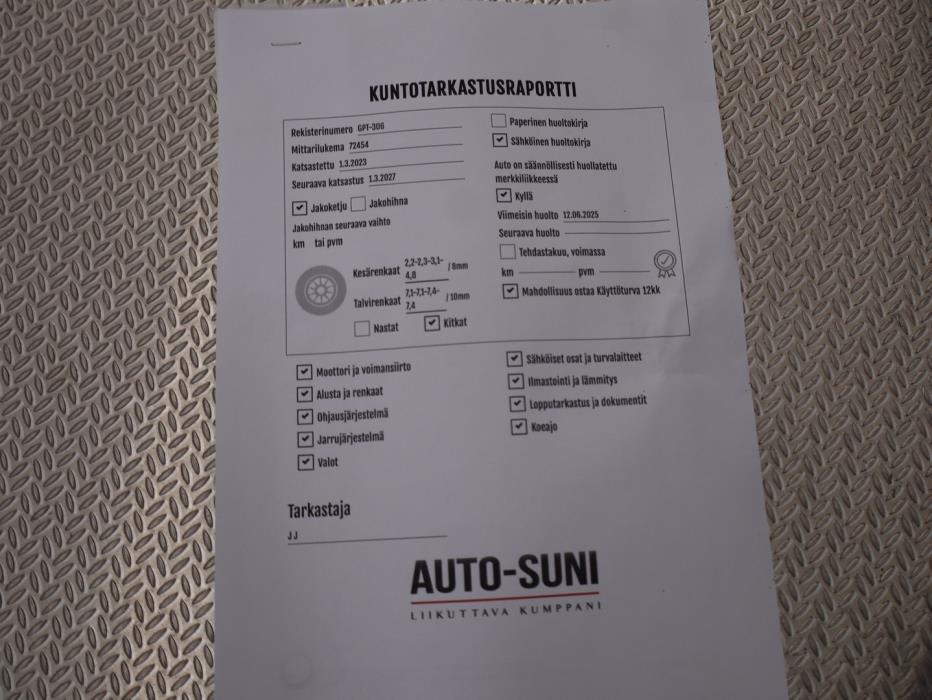 KUNTOTARKASTUSRAPORTTI
Rekisterinumero GPT-306
Mittarilukema 72454
Katsastettu 1.3.2023
Seuraava katsastus 1.3.2027
Jakoketju Jakohihna
Jakohihnan seuraava vaihto
km tai pvm
Kesärenkaat 2,2-2,3-3,1-
4,8 / 8mm
Talvirenkaat 7,1-7,1-7,4-
7,4 / 10mm
Nastat Kitkat
Paperinen huoltokirja
Sähköinen huoltokirja
Auto on säännöllisesti huollatettu
merkkiliikkeessä
Kyllä
Viimeisin huolto 12.06.2025
Seuraava huolto
Tehdastakuu, voimassa
km pvm
Mahdollisuus ostaa Käyttöturva 12kk
Moottori ja voimansiirto
Alusta ja renkaat
Ohjausjärjestelmä
Jarrujärjestelmä
Valot
Sähköiset osat ja turvalaitteet
Ilmastointi ja lämmitys
Lopputarkastus ja dokumentit
Koeajo
Tarkastaja
JJ
AUTO-SUNI
LIIKUTTAVA KUMPPANI